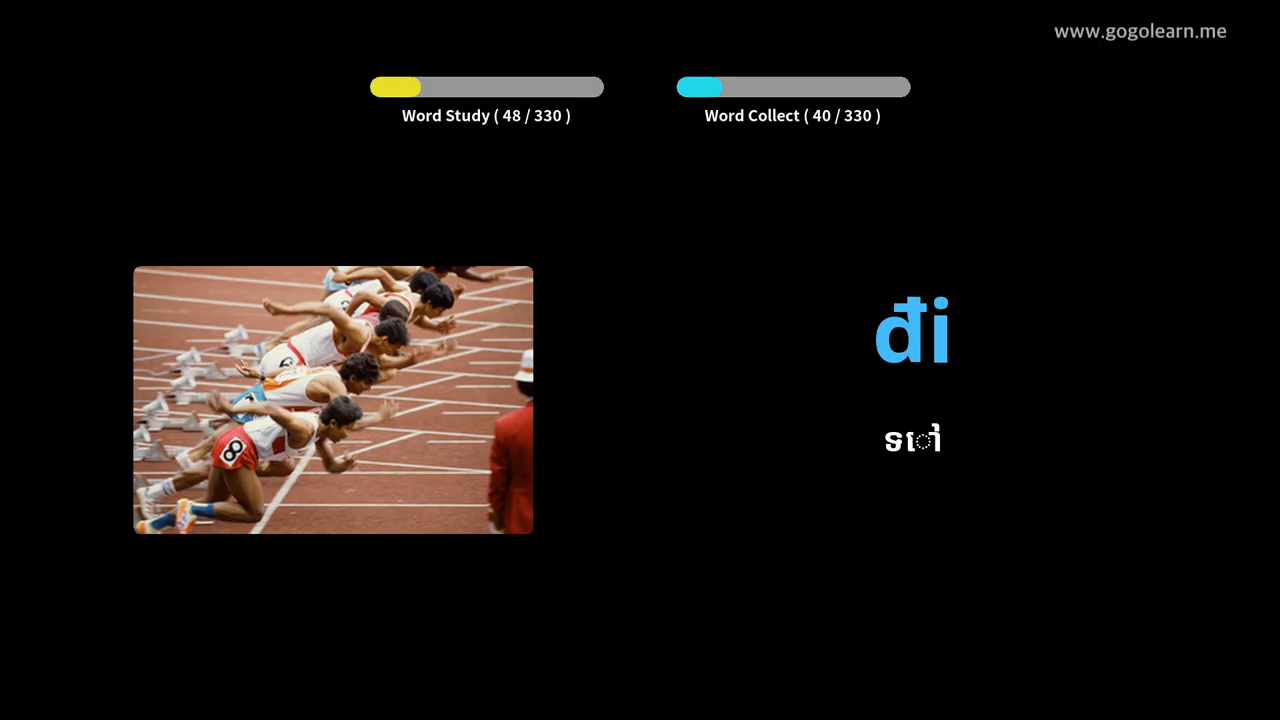 www.gogolearn.me
Word Study ( 48 / 330 )
Word Collect ( 40 / 330 )
8
đi
ទៅ